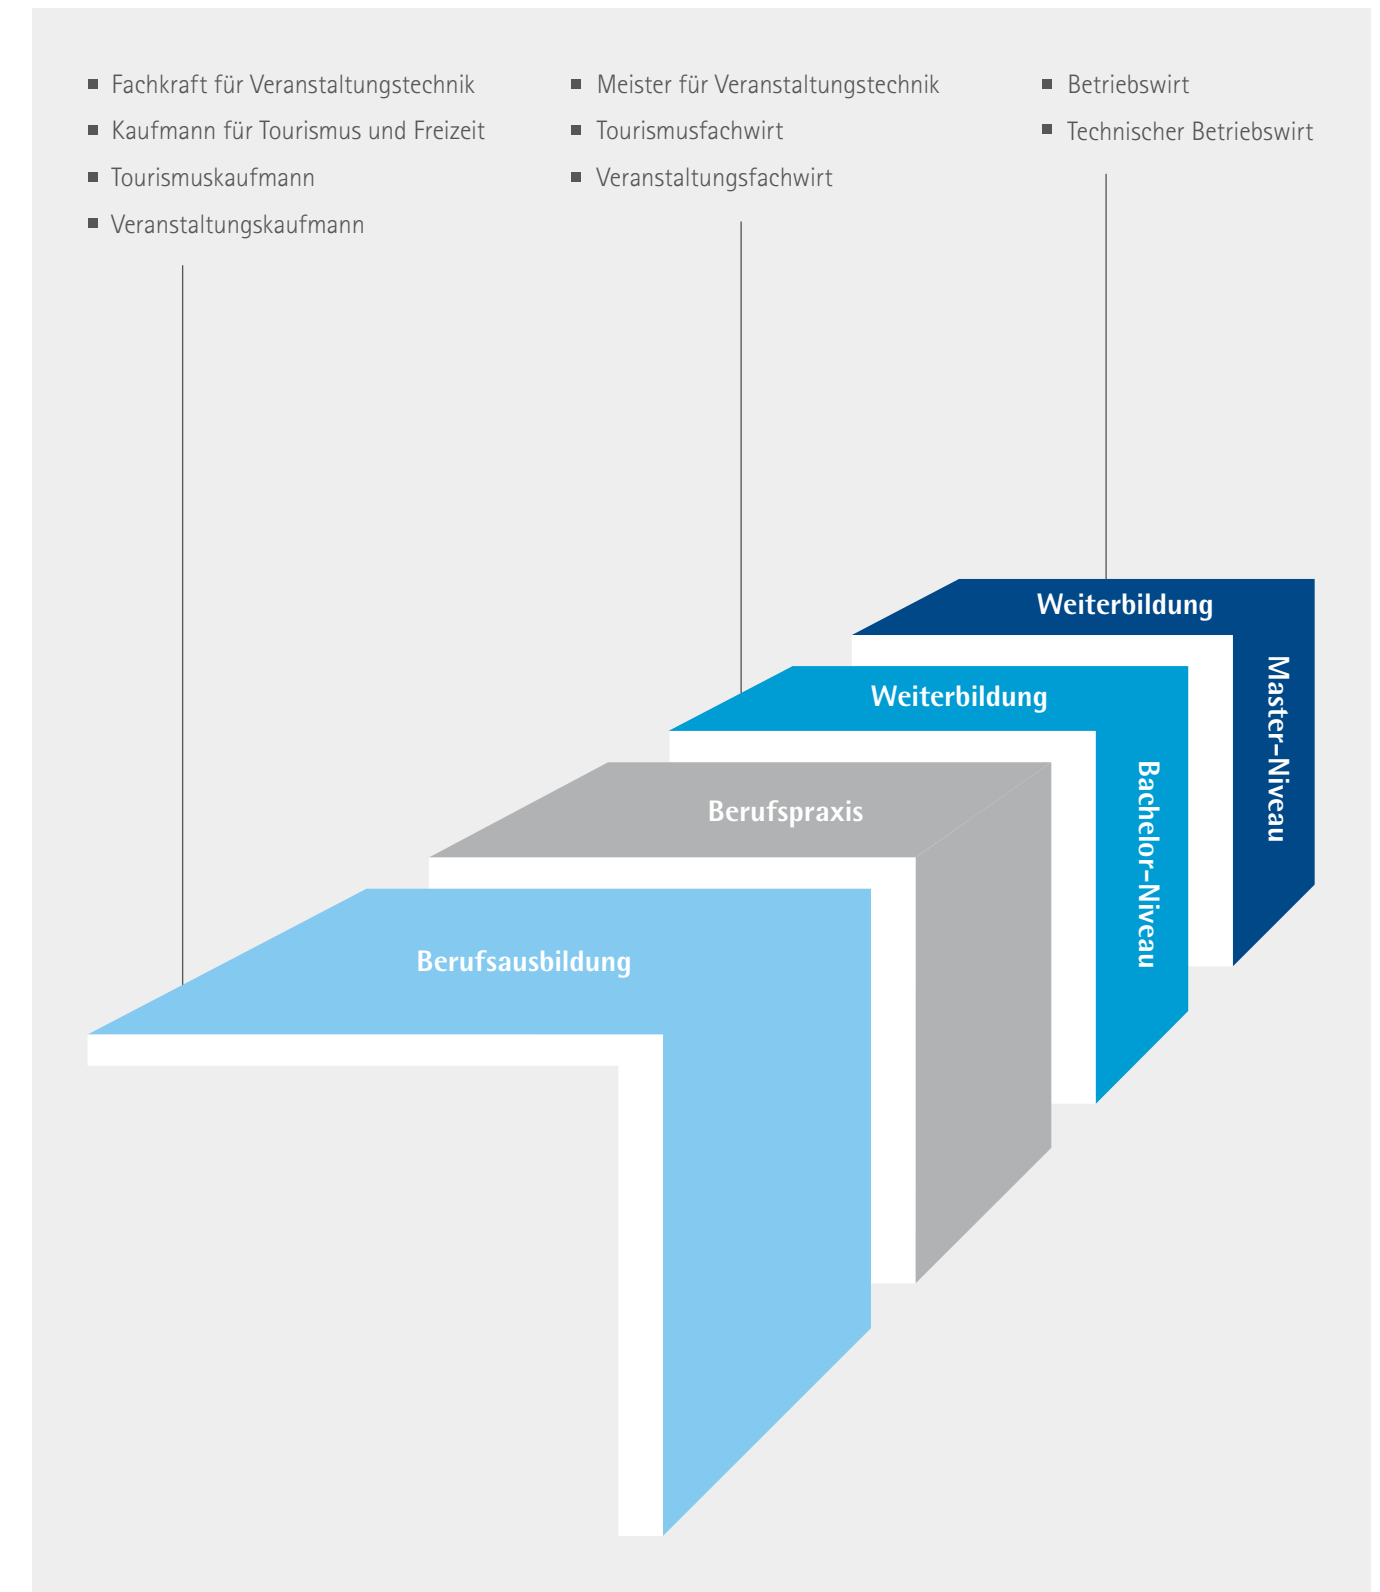 Fachkraft für Veranstaltungstechnik
Kaufmann für Tourismus und Freizeit
Tourismuskaufmann
Veranstaltungskaufmann
Meister für Veranstaltungstechnik
Tourismusfachwirt
Veranstaltungsfachwirt
Betriebswirt
Technischer Betriebswirt
Weiterbildung
Master-Niveau
Weiterbildung
Bachelor-Niveau
Berufspraxis
Berufsausbildung